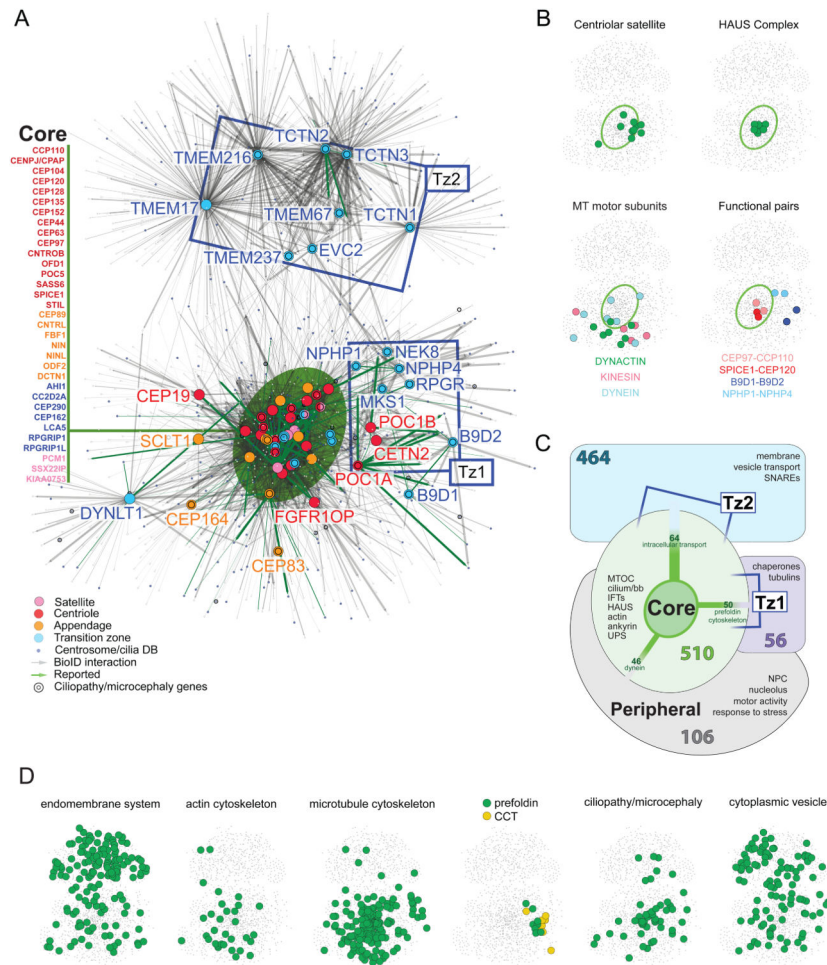 A
Core
CCP110
CENPJ/CPAP
CEP104
CEP120
CEP128
CEP135
CEP152
CEP44
CEP63
CEP97
CNTROB
OFD1
POC5
SASS6
SPICE1
STIL
CEP89
CNTRL
FBF1
NIN
NINL
ODF2
DCTN1
AHI1
CC2D2A
CEP290
CEP162
LCA5
RPGRIP1
RPGRIP1L
PCM1
SSX22IP
KIAA0753
TCTN2
TMEM216
TCTN3
Tz2
TMEM17
TMEM67
TCTN1
EVC2
TMEM237
NPHP1
NEK8
NPHP4
RPGR
CEP19
MKS1
POC1B
SCLT1
B9D2
CETN2
Tz1
POC1A
B9D1
DYNLT1
CEP164
FGFR1OP
CEP83
Satellite
Centriole
Appendage
Transition zone
Centrosome/cilia DB
BioID interaction
Reported
Ciliopathy/microcephaly genes
B
Centriolar satellite
HAUS Complex
MT motor subunits
Functional pairs
DYNACTIN
KINESIN
DYNEIN
CEP97-CCP110
SPICE1-CEP120
B9D1-B9D2
NPHP1-NPHP4
C
464
membrane
vesicle transport
SNAREs
Tz2
64
intracellular transport
chaperones
tubulins
MTOC
cilium/bb
IFTs
HAUS
actin
ankyrin
UPS
Core
50
prefoldin
cytoskeleton
Tz1
56
46
dynein
510
Peripheral
NPC
nucleolus
motor activity
response to stress
106
D
endomembrane system
actin cytoskeleton
microtubule cytoskeleton
prefoldin
CCT
ciliopathy/microcephaly
cytoplasmic vesicle